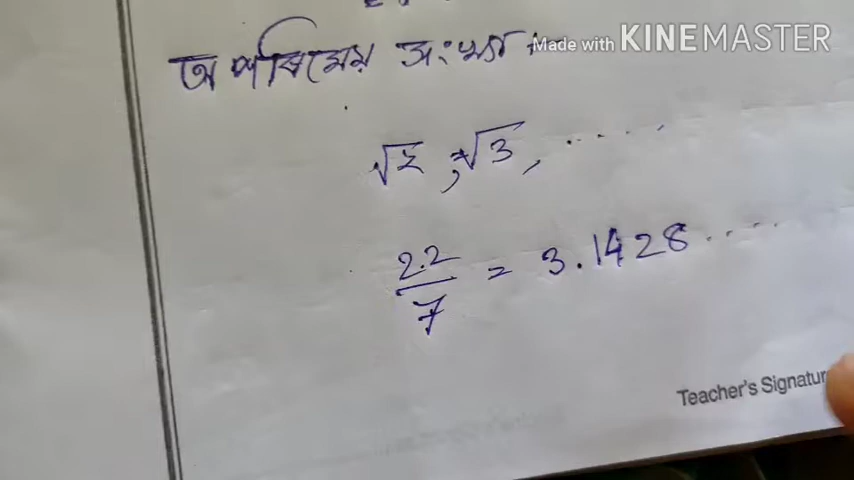 Made with KINEMASTER
অপরিমেয় সংখ্যা
√2, √3, .....
22/7 = 3.1428.....
Teacher's Signatur